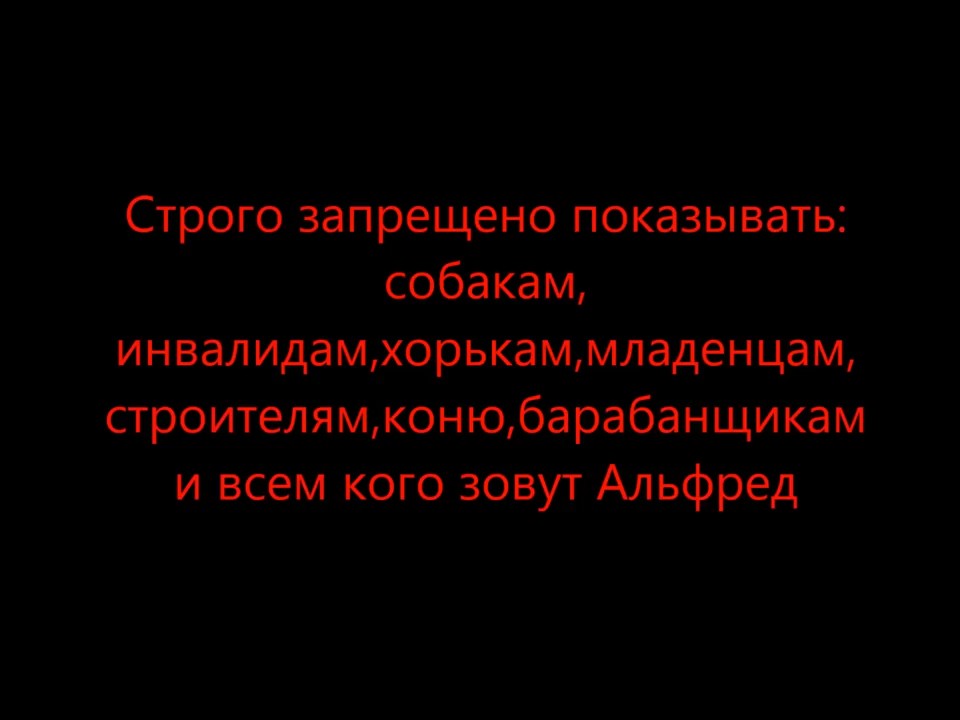 Строго запрещено показывать:
собакам,
инвалидам,хорькам,младенцам,
строителям,коню,барабанщикам
и всем кого зовут Альфред